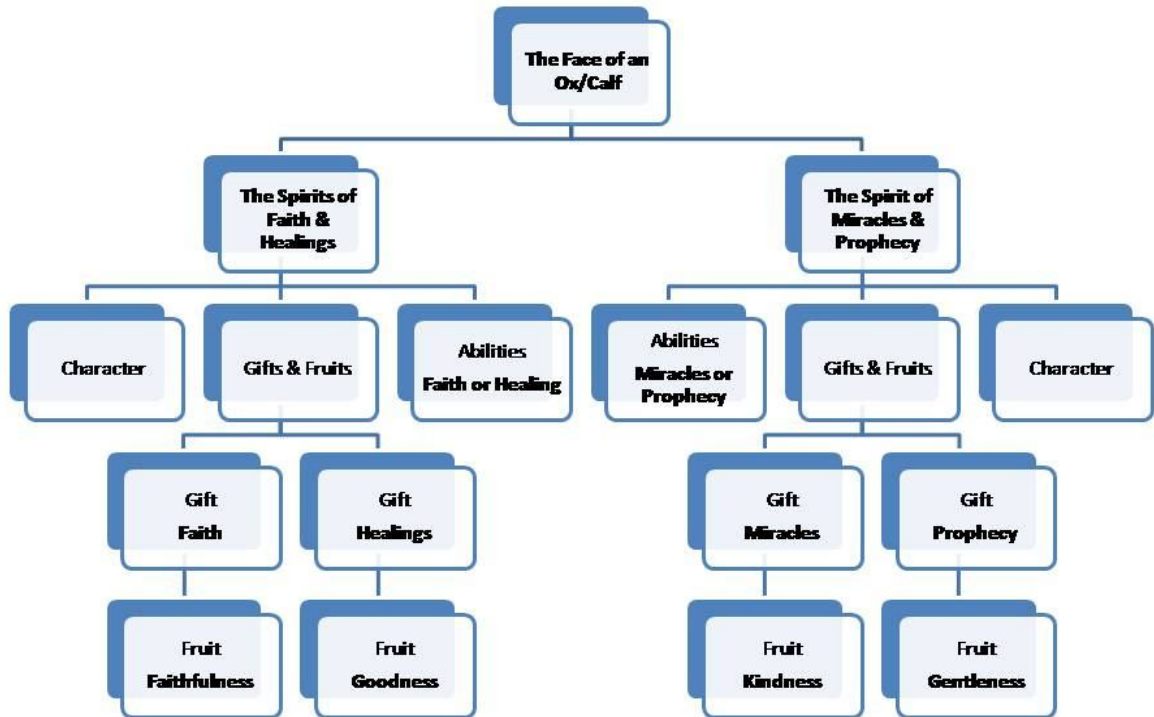 The Face of an
Ox/Calf
The Spirits of
Faith &
Healings
The Spirit of
Miracles &
Prophecy
Character
Gifts & Fruits
Abilities
Faith or Healing
Abilities
Miracles or
Prophecy
Gifts & Fruits
Character
Gift
Faith
Gift
Healings
Gift
Miracles
Gift
Prophecy
Fruit
Faithfulness
Fruit
Goodness
Fruit
Kindness
Fruit
Gentleness